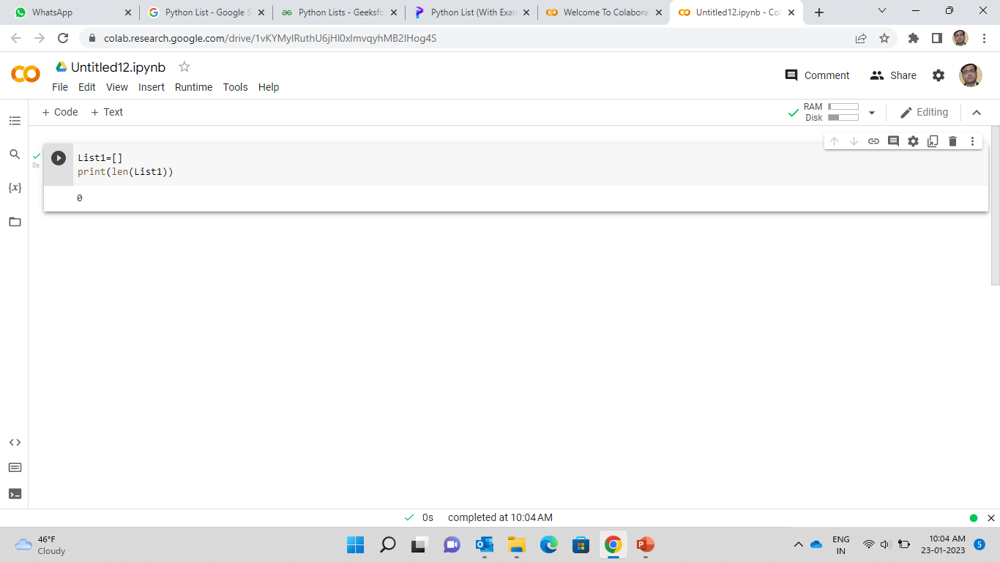 WhatsApp
Python List - Google S
Python Lists - Geeksfo
Python List (With Exam
Welcome To Colabora
Untitled12.ipynb - Col
colab.research.google.com/drive/1vKYMyIRuthU6jHl0xImvqyhMB2IHog4S
Untitled12.ipynb
File Edit View Insert Runtime Tools Help
Comment Share
+ Code + Text
RAM
Disk
Editing
{x}
0s
List1=[]
print(len(List1))
0
0s completed at 10:04 AM
46°F
Cloudy
ENG
IN
10:04 AM
23-01-2023
5